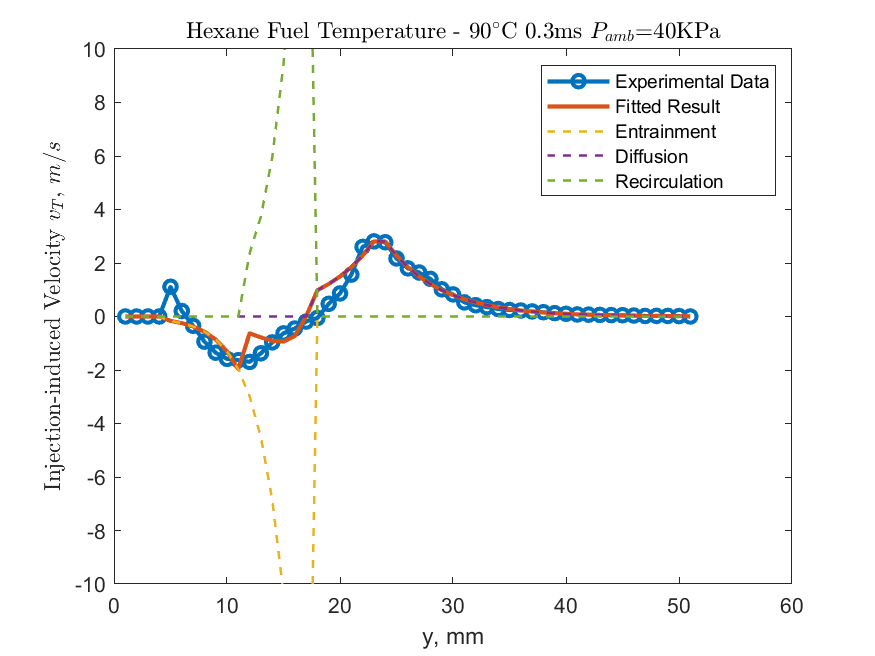 Hexane Fuel Temperature - 90°C 0.3ms P_amb=40KPa
Injection-induced Velocity v_T, m/s
10
8
6
4
2
0
-2
-4
-6
-8
-10
Experimental Data
Fitted Result
Entrainment
Diffusion
Recirculation
0 10 20 30 40 50 60
y, mm